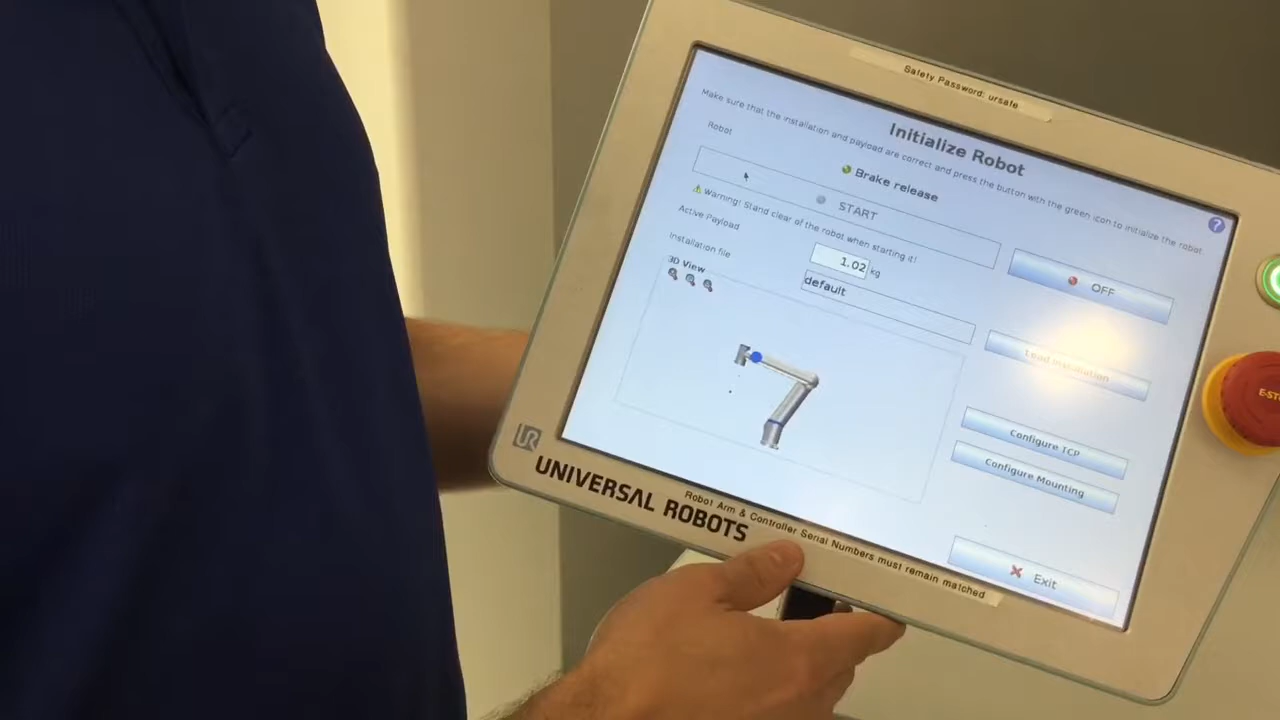 Safety Password: ursafe
Initialize Robot
Make sure that the installation and payload are correct and press the button with the green icon to initialize the robot.
Robot
Brake release
START
OFF
Warning! Stand clear of the robot when starting it!
Active Payload
1.02 kg
Installation file
default
Load Installation
3D View
Configure TCP
Configure Mounting
Exit
?
UR
UNIVERSAL ROBOTS
Robot Arm & Controller Serial Numbers must remain matched